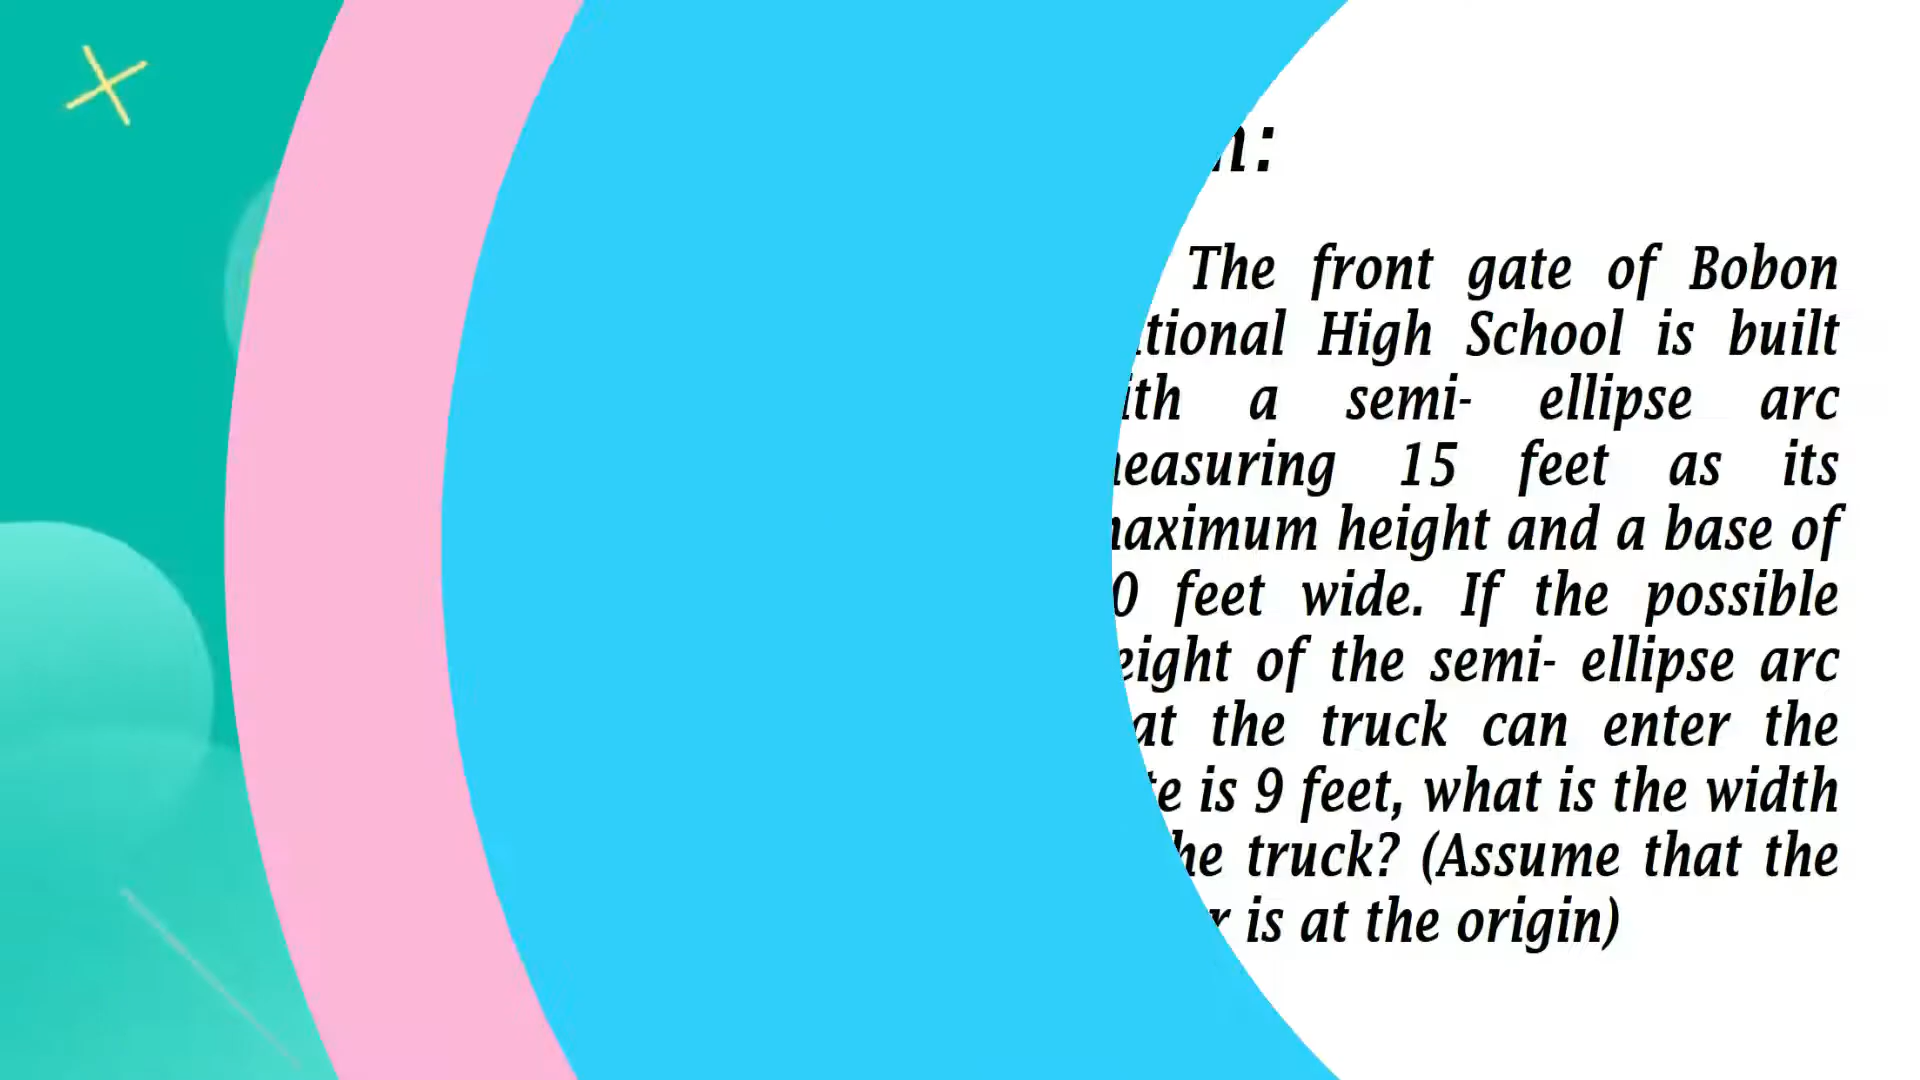 n:
The front gate of Bobon
tional High School is built
ith a semi- ellipse arc
easuring 15 feet as its
aximum height and a base of
0 feet wide. If the possible
eight of the semi- ellipse arc
at the truck can enter the
e is 9 feet, what is the width
he truck? (Assume that the
r is at the origin)